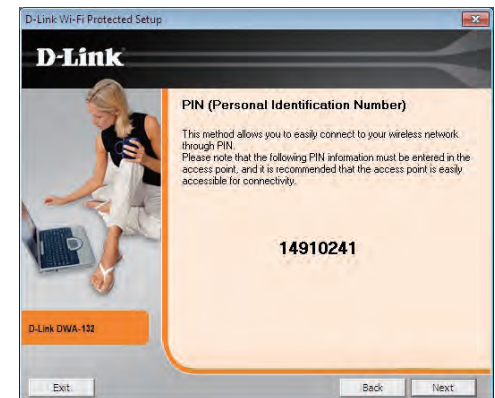 D-Link Wi-Fi Protected Setup
D-Link
PIN (Personal Identification Number)
This method allows you to easily connect to your wireless network
through PIN.
Please note that the following PIN information must be entered in the
access point, and it is recommended that the access point is easily
accessible for connectivity.
14910241
D-Link DWA-132
Exit
Back
Next